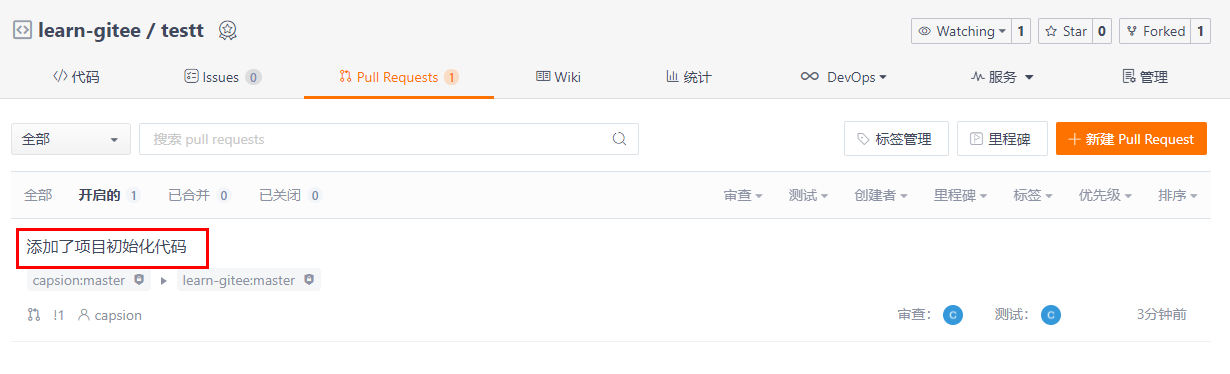 learn-gitee / testt Watching 1 Star 0 Forked 1
代码 Issues 0 Pull Requests 1 Wiki 统计 DevOps 服务 管理
全部 搜索 pull requests 标签管理 里程碑 新建 Pull Request
全部 开启的 1 已合并 0 已关闭 0 审查 测试 创建者 里程碑 标签 优先级 排序
添加了项目初始化代码
capsion:master learn-gitee:master
!1 capsion 审查: C 测试: C 3分钟前